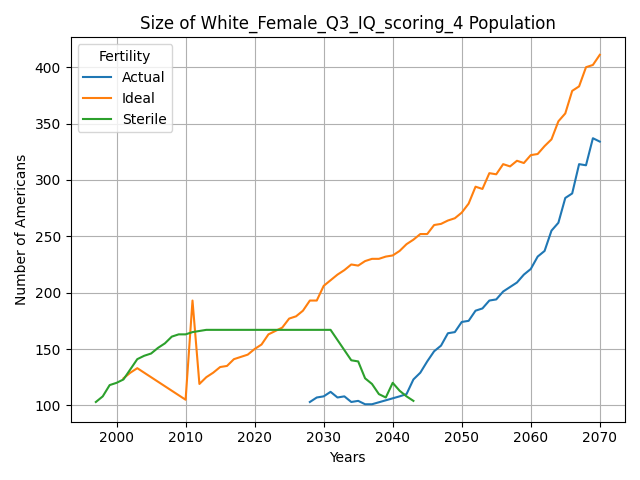 Size of White_Female_Q3_IQ_scoring_4 Population
Fertility
Actual
Ideal
Sterile
Number of Americans
400
350
300
250
200
150
100
2000 2010 2020 2030 2040 2050 2060 2070
Years